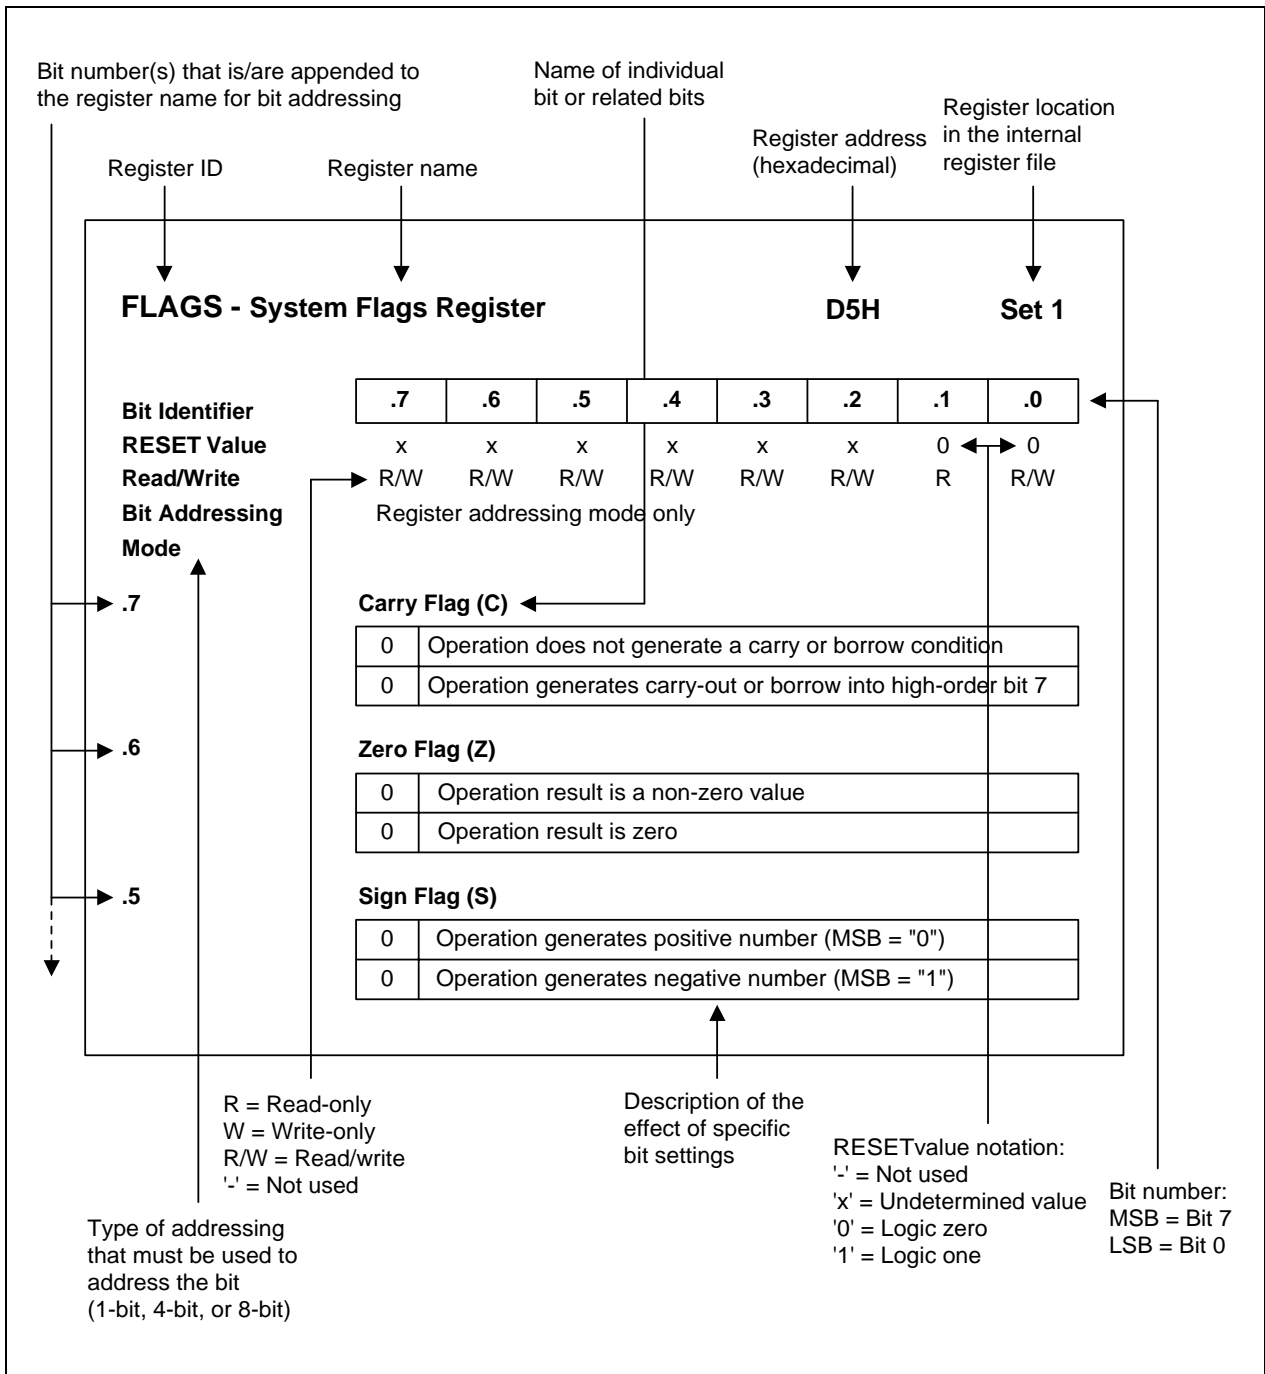 Bit number(s) that is/are appended to
the register name for bit addressing
Name of individual
bit or related bits
Register location
in the internal
register file
Register address
(hexadecimal)
Register ID
Register name
FLAGS - System Flags Register
D5H
Set 1
Bit Identifier .7 .6 .5 .4 .3 .2 .1 .0
RESET Value x x x x x x 0 0
Read/Write R/W R/W R/W R/W R/W R/W R R/W
Bit Addressing Register addressing mode only
Mode
.7 Carry Flag (C)
0 Operation does not generate a carry or borrow condition
0 Operation generates carry-out or borrow into high-order bit 7
.6 Zero Flag (Z)
0 Operation result is a non-zero value
0 Operation result is zero
.5 Sign Flag (S)
0 Operation generates positive number (MSB = "0")
0 Operation generates negative number (MSB = "1")
R = Read-only
W = Write-only
R/W = Read/write
'-' = Not used
Type of addressing
that must be used to
address the bit
(1-bit, 4-bit, or 8-bit)
Description of the
effect of specific
bit settings
RESETvalue notation:
'-' = Not used
'x' = Undetermined value
'0' = Logic zero
'1' = Logic one
Bit number:
MSB = Bit 7
LSB = Bit 0